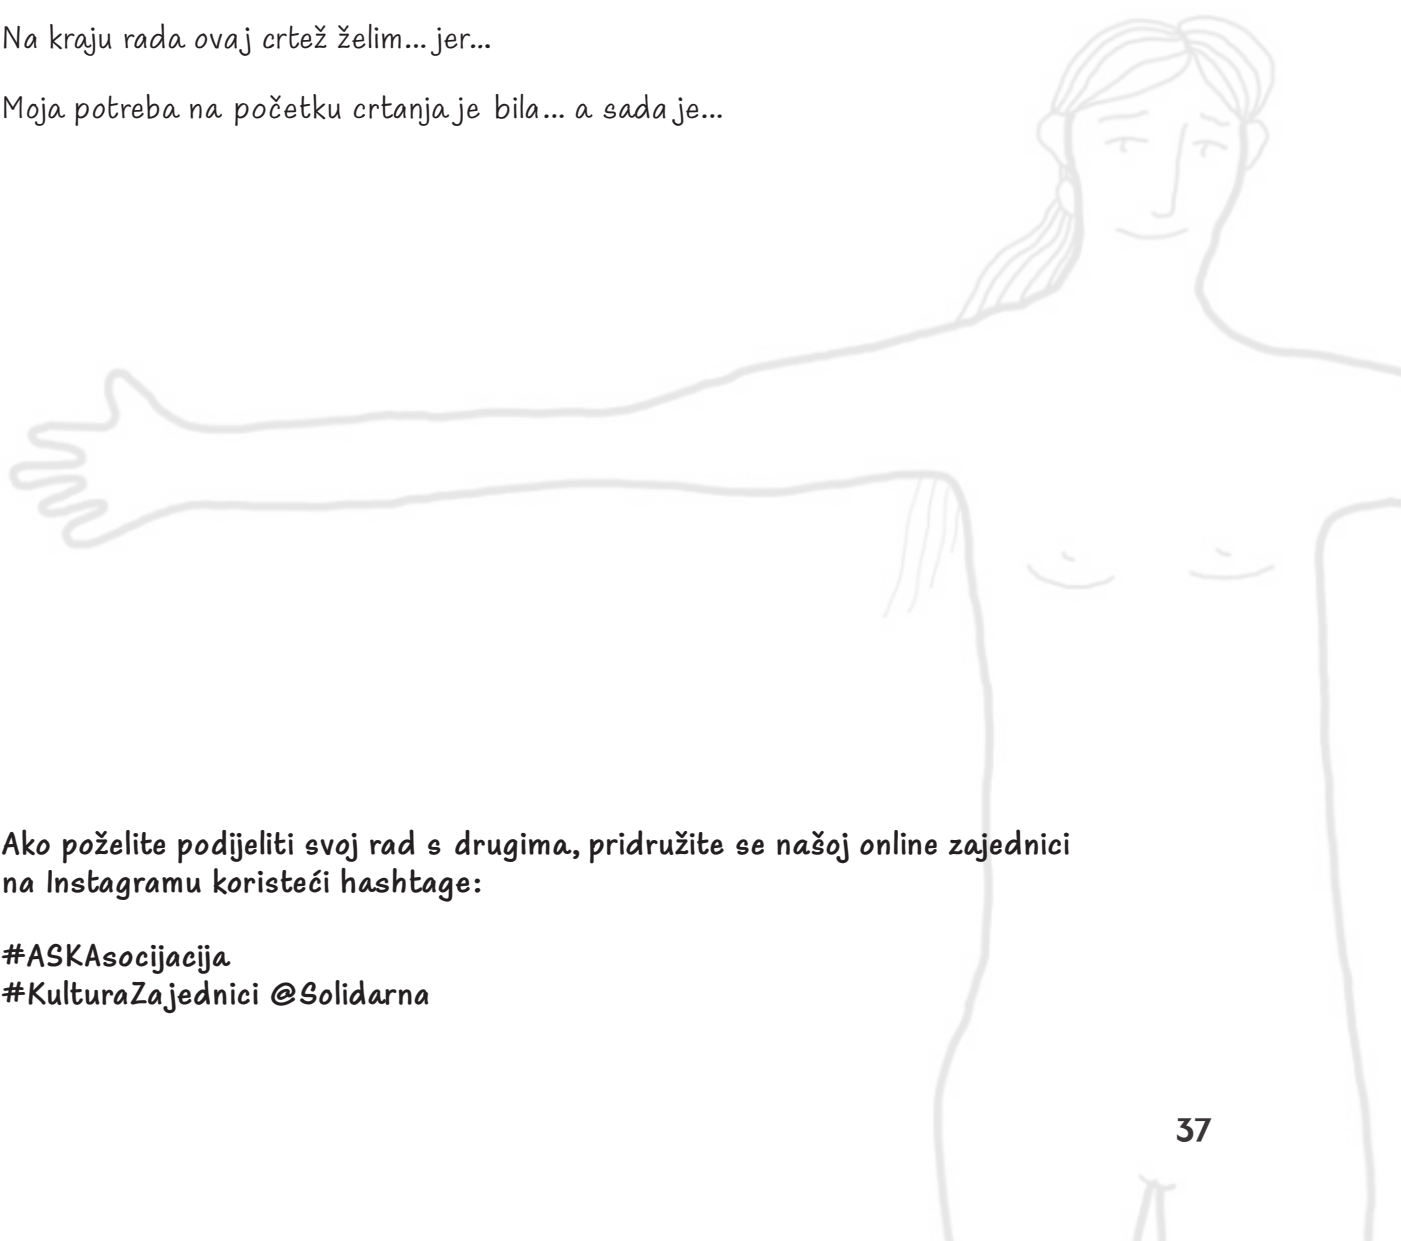 Na kraju rada ovaj crtež želim... jer...
Moja potreba na početku crtanja je bila... a sada je...
Ako poželite podijeliti svoj rad s drugima, pridružite se našoj online zajednici
na Instagramu koristeći hashtage:
#ASKAsocijacija
#KulturaZajednici @Solidarna
37